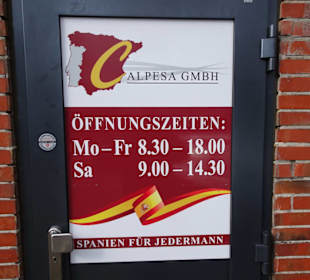 CALPESA GMBH
ÖFFNUNGSZEITEN:
Mo – Fr 8.30 - 18.00
Sa 9.00 - 14.30
SPANIEN FÜR JEDERMANN